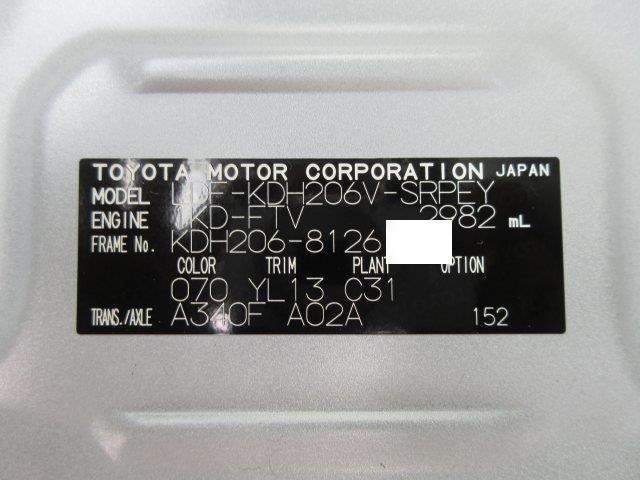 TOYOTA MOTOR CORPORATION JAPAN
MODEL LDF-KDH206V-SRPEY
ENGINE 1KD-FTV 2982 mL
FRAME No. KDH206-8126
COLOR TRIM PLANT OPTION
070 YL13 C31
TRANS./AXLE A340F A02A 152